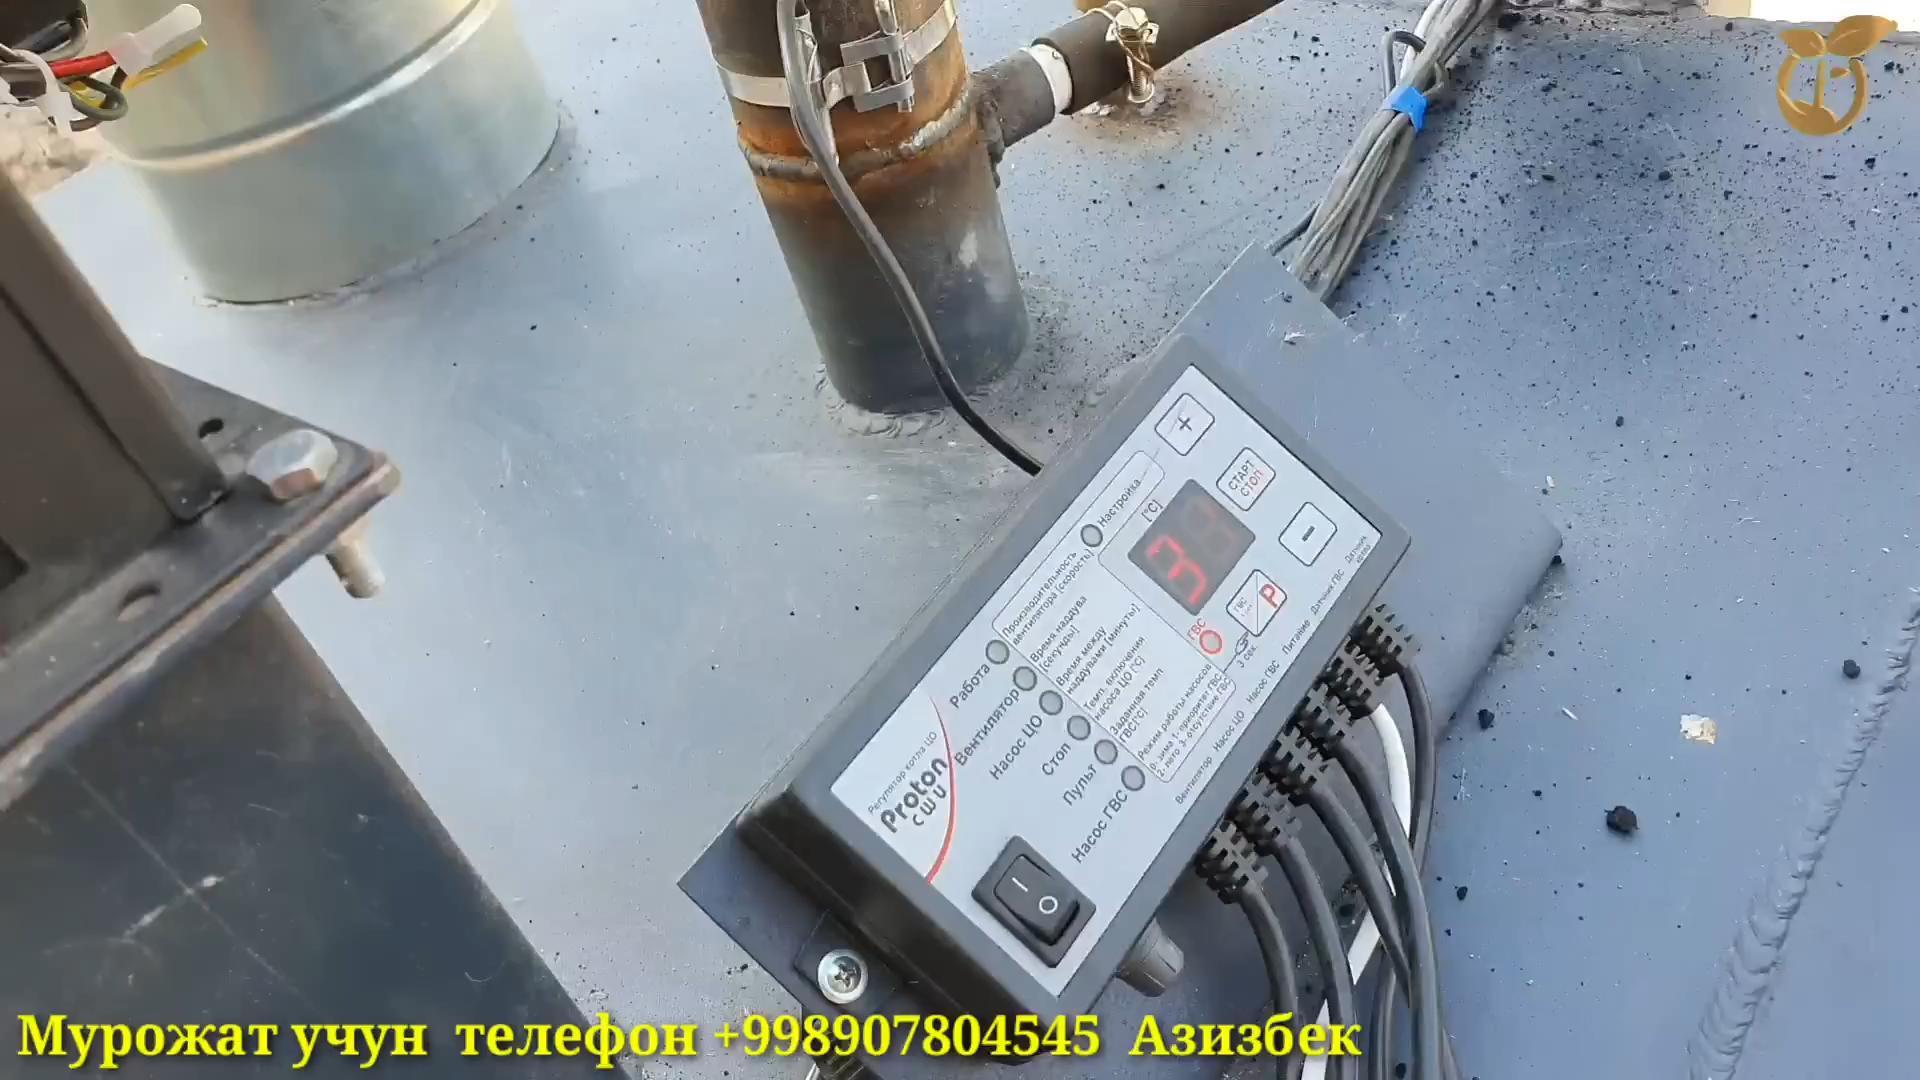 +
СТАРТ
СТОП
−
Настройка
[°C]
3
ГВС
P
3 сек.
Производительность
вентилятора [скорость]
Время наддува
[секунды]
Время между
наддувами [минуты]
Темп. включения
насоса ЦО [°C]
Заданная темп
ГВС[°C]
Режим работы насосов
0- зима 1- приоритет ГВС
2- лето 3- отсутствие ГВС
Работа
Вентилятор
Насос ЦО
Стоп
Пульт
Насос ГВС
Регулятор котла ЦО
Proton
Вентилятор
Насос ЦО
Насос ГВС
Питание
Датчик ГВС
Мурожат учун телефон +998907804545 Азизбек